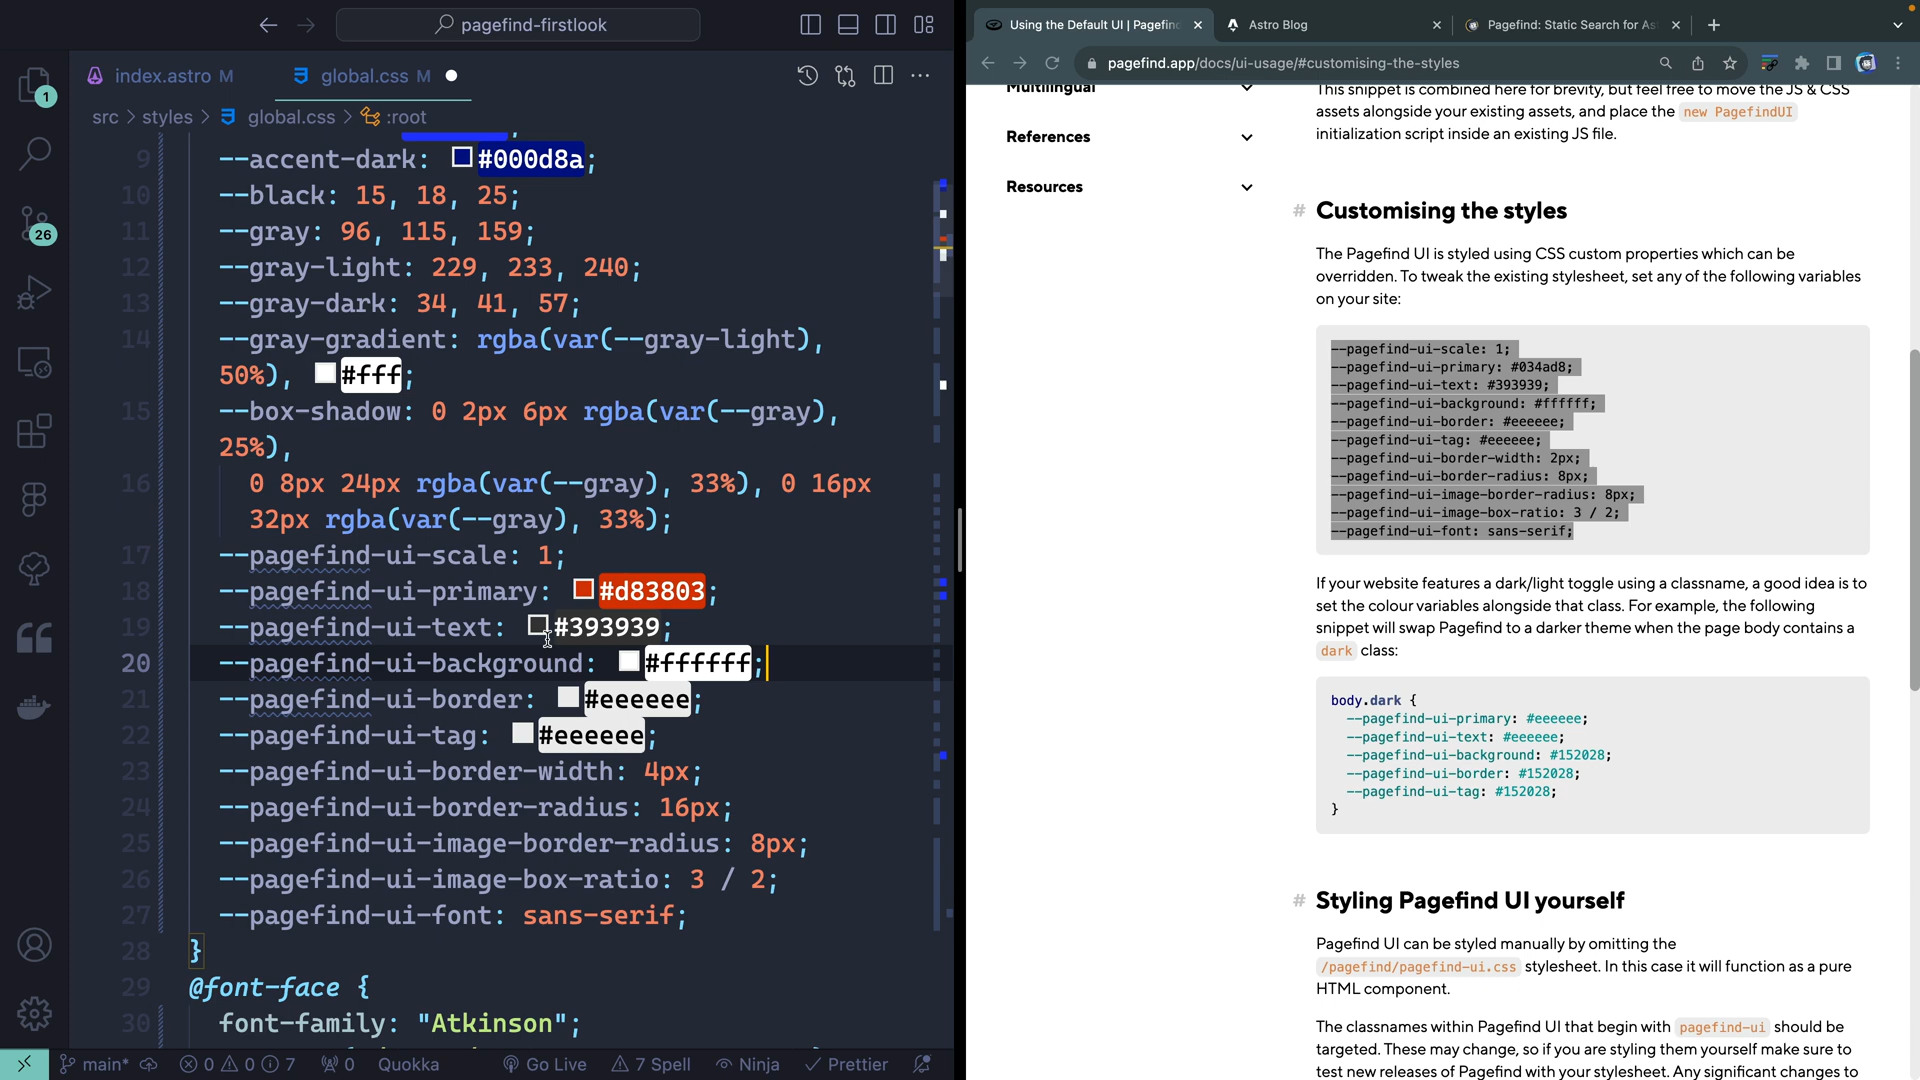 pagefind-firstlook
index.astro M
global.css M
src > styles > global.css > :root
9 --accent-dark: #000d8a;
10 --black: 15, 18, 25;
11 --gray: 96, 115, 159;
12 --gray-light: 229, 233, 240;
13 --gray-dark: 34, 41, 57;
14 --gray-gradient: rgba(var(--gray-light),
50%), #fff;
15 --box-shadow: 0 2px 6px rgba(var(--gray),
25%),
16 0 8px 24px rgba(var(--gray), 33%), 0 16px
32px rgba(var(--gray), 33%);
17 --pagefind-ui-scale: 1;
18 --pagefind-ui-primary: #d83803;
19 --pagefind-ui-text: #393939;
20 --pagefind-ui-background: #ffffff;
21 --pagefind-ui-border: #eeeeee;
22 --pagefind-ui-tag: #eeeeee;
23 --pagefind-ui-border-width: 4px;
24 --pagefind-ui-border-radius: 16px;
25 --pagefind-ui-image-border-radius: 8px;
26 --pagefind-ui-image-box-ratio: 3 / 2;
27 --pagefind-ui-font: sans-serif;
28 }
29 @font-face {
30 font-family: "Atkinson";
1
26
main* 0 0 7 0 Quokka Go Live 7 Spell Ninja Prettier
Using the Default UI | Pagefin
Astro Blog
Pagefind: Static Search for As
pagefind.app/docs/ui-usage/#customising-the-styles
Multilingual
References
Resources
This snippet is combined here for brevity, but feel free to move the JS & CSS
assets alongside your existing assets, and place the new PagefindUI
initialization script inside an existing JS file.
# Customising the styles
The Pagefind UI is styled using CSS custom properties which can be
overridden. To tweak the existing stylesheet, set any of the following variables
on your site:
--pagefind-ui-scale: 1;
--pagefind-ui-primary: #034ad8;
--pagefind-ui-text: #393939;
--pagefind-ui-background: #ffffff;
--pagefind-ui-border: #eeeeee;
--pagefind-ui-tag: #eeeeee;
--pagefind-ui-border-width: 2px;
--pagefind-ui-border-radius: 8px;
--pagefind-ui-image-border-radius: 8px;
--pagefind-ui-image-box-ratio: 3 / 2;
--pagefind-ui-font: sans-serif;
If your website features a dark/light toggle using a classname, a good idea is to
set the colour variables alongside that class. For example, the following
snippet will swap Pagefind to a darker theme when the page body contains a
dark class:
body.dark {
--pagefind-ui-primary: #eeeeee;
--pagefind-ui-text: #eeeeee;
--pagefind-ui-background: #152028;
--pagefind-ui-border: #152028;
--pagefind-ui-tag: #152028;
}
# Styling Pagefind UI yourself
Pagefind UI can be styled manually by omitting the
/pagefind/pagefind-ui.css stylesheet. In this case it will function as a pure
HTML component.
The classnames within Pagefind UI that begin with pagefind-ui should be
targeted. These may change, so if you are styling them yourself make sure to
test new releases of Pagefind with your stylesheet. Any significant changes to